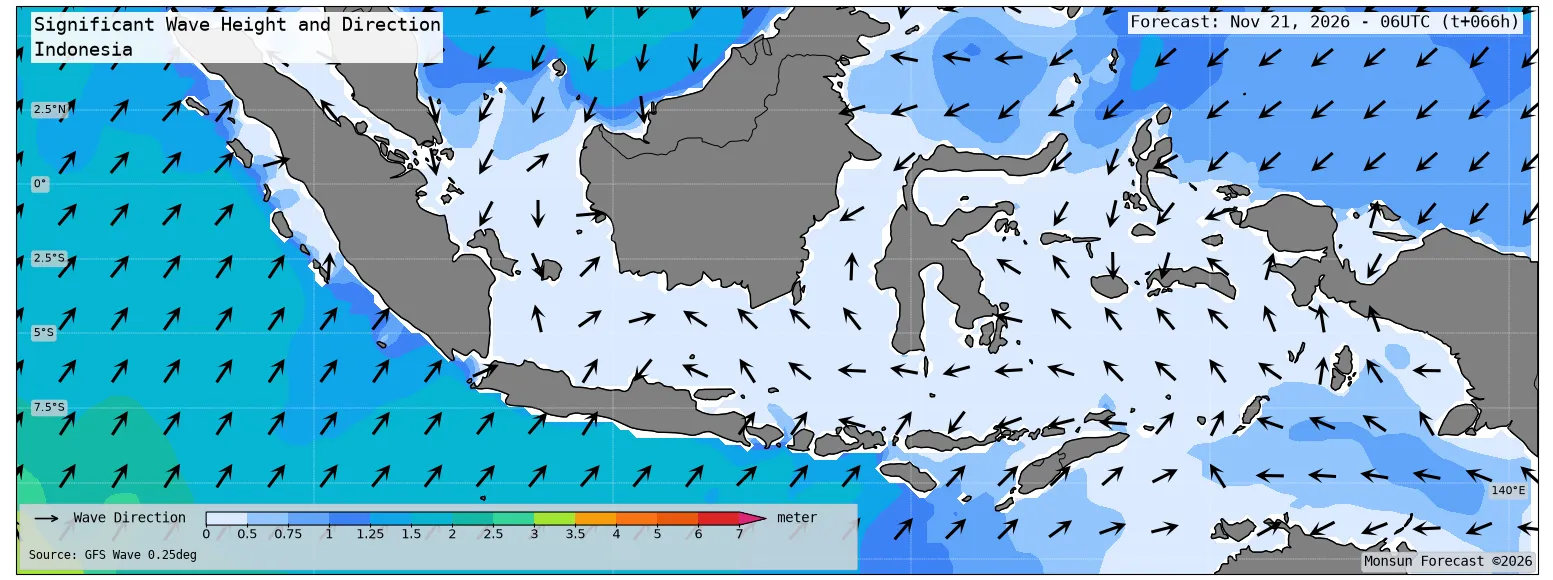 Significant Wave Height and Direction
Indonesia
Forecast: Nov 21, 2026 - 06UTC (t+066h)
2.5°N
0°
2.5°S
5°S
7.5°S
140°E
Wave Direction
meter
0 0.5 0.75 1 1.25 1.5 2 2.5 3 3.5 4 5 6 7
Source: GFS Wave 0.25deg
Monsun Forecast ©2026